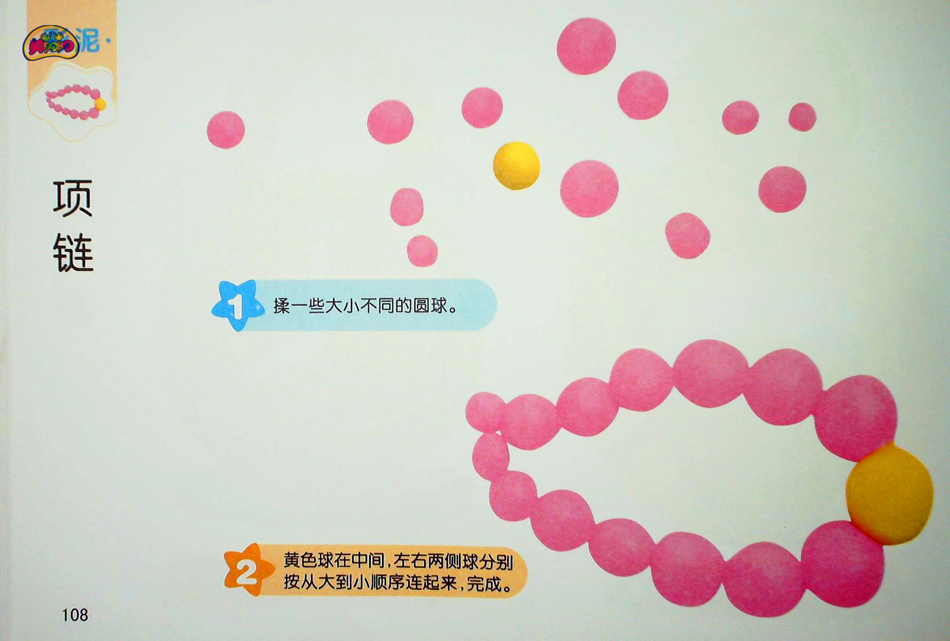 泥·
项
链
1
揉一些大小不同的圆球。
2
黄色球在中间,左右两侧球分别
按从大到小顺序连起来,完成。
108